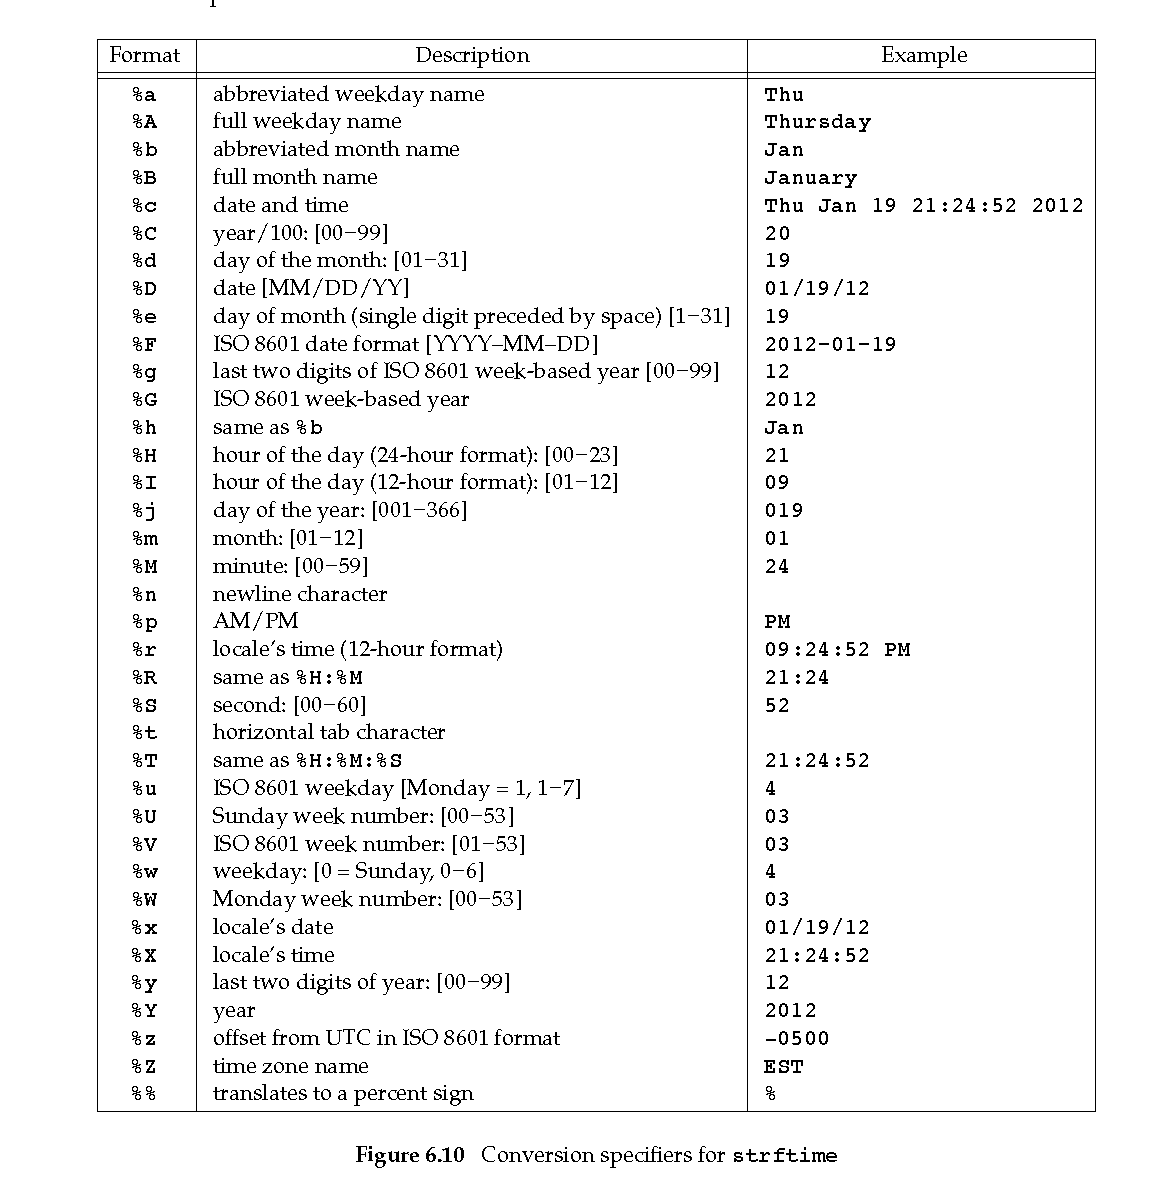 Format Description Example
%a abbreviated weekday name Thu
%A full weekday name Thursday
%b abbreviated month name Jan
%B full month name January
%c date and time Thu Jan 19 21:24:52 2012
%C year/100: [00−99] 20
%d day of the month: [01−31] 19
%D date [MM/DD/YY] 01/19/12
%e day of month (single digit preceded by space) [1−31] 19
%F ISO 8601 date format [YYYY–MM–DD] 2012-01-19
%g last two digits of ISO 8601 week-based year [00−99] 12
%G ISO 8601 week-based year 2012
%h same as %b Jan
%H hour of the day (24-hour format): [00−23] 21
%I hour of the day (12-hour format): [01−12] 09
%j day of the year: [001−366] 019
%m month: [01−12] 01
%M minute: [00−59] 24
%n newline character
%p AM/PM PM
%r locale’s time (12-hour format) 09:24:52 PM
%R same as %H:%M 21:24
%S second: [00−60] 52
%t horizontal tab character
%T same as %H:%M:%S 21:24:52
%u ISO 8601 weekday [Monday = 1, 1−7] 4
%U Sunday week number: [00−53] 03
%V ISO 8601 week number: [01−53] 03
%w weekday: [0 = Sunday, 0−6] 4
%W Monday week number: [00−53] 03
%x locale’s date 01/19/12
%X locale’s time 21:24:52
%y last two digits of year: [00−99] 12
%Y year 2012
%z offset from UTC in ISO 8601 format -0500
%Z time zone name EST
%% translates to a percent sign %
Figure 6.10 Conversion specifiers for strftime